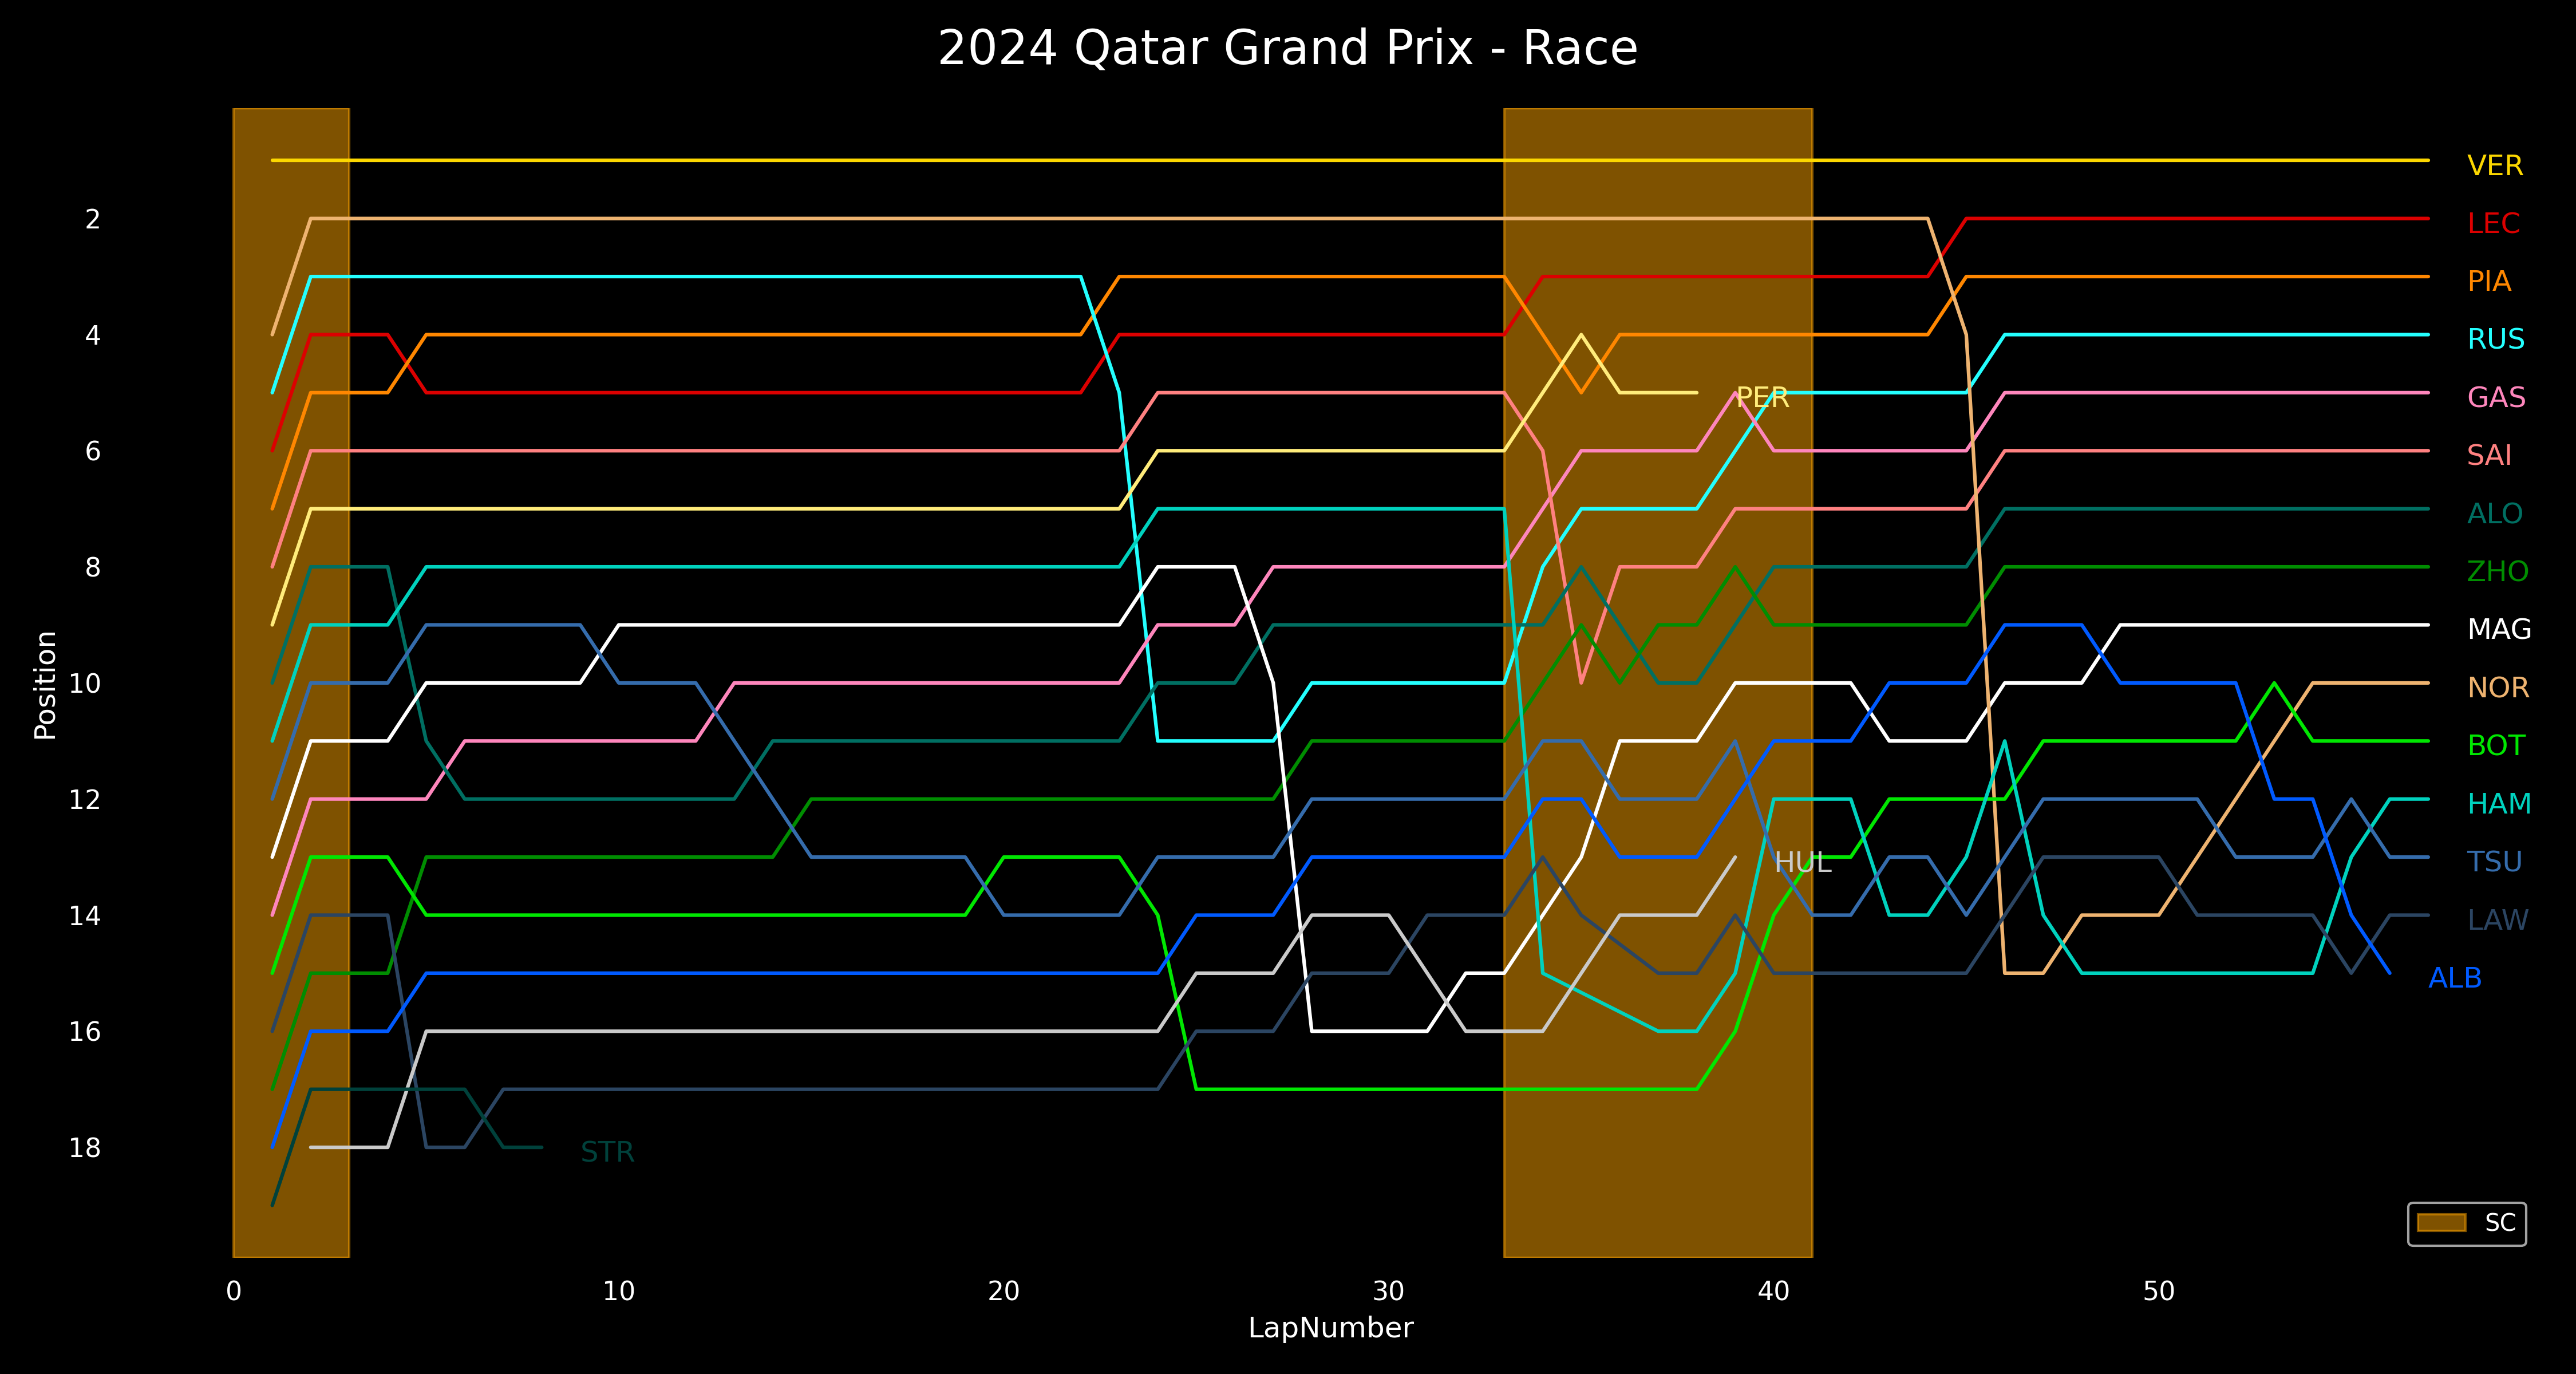 2024 Qatar Grand Prix - Race
Position
2
4
6
8
10
12
14
16
18
VER
LEC
PIA
RUS
PER
GAS
SAI
ALO
ZHO
MAG
NOR
BOT
HAM
HUL
TSU
LAW
ALB
STR
SC
0 10 20 30 40 50
LapNumber